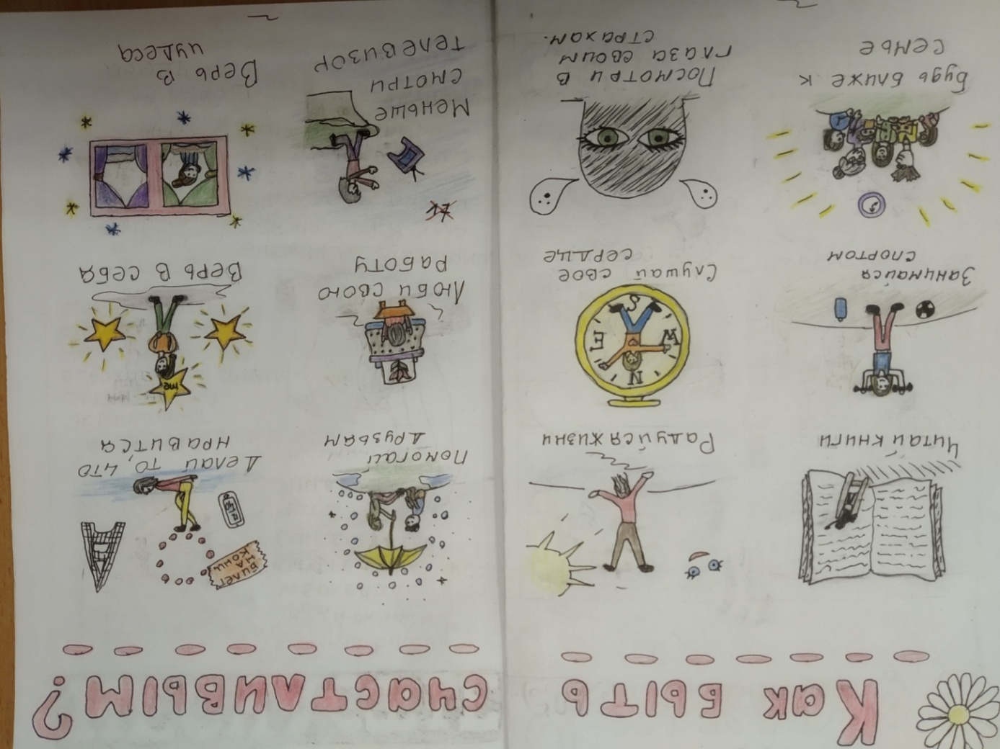 Как быть
счастливым?
Читай книги
Радуйся жизни
Помогай
друзьям
Делай то, что
нравится
билет
на
концерт
me
N
W
E
S
Занимайся
спортом
Слушай свое
сердце
Люби свою
работу
Верь в себя
Будь ближе к
семье
Посмотри в
глаза своим
страхам.
Меньше
смотри
телевизор
Верь в
чудеса